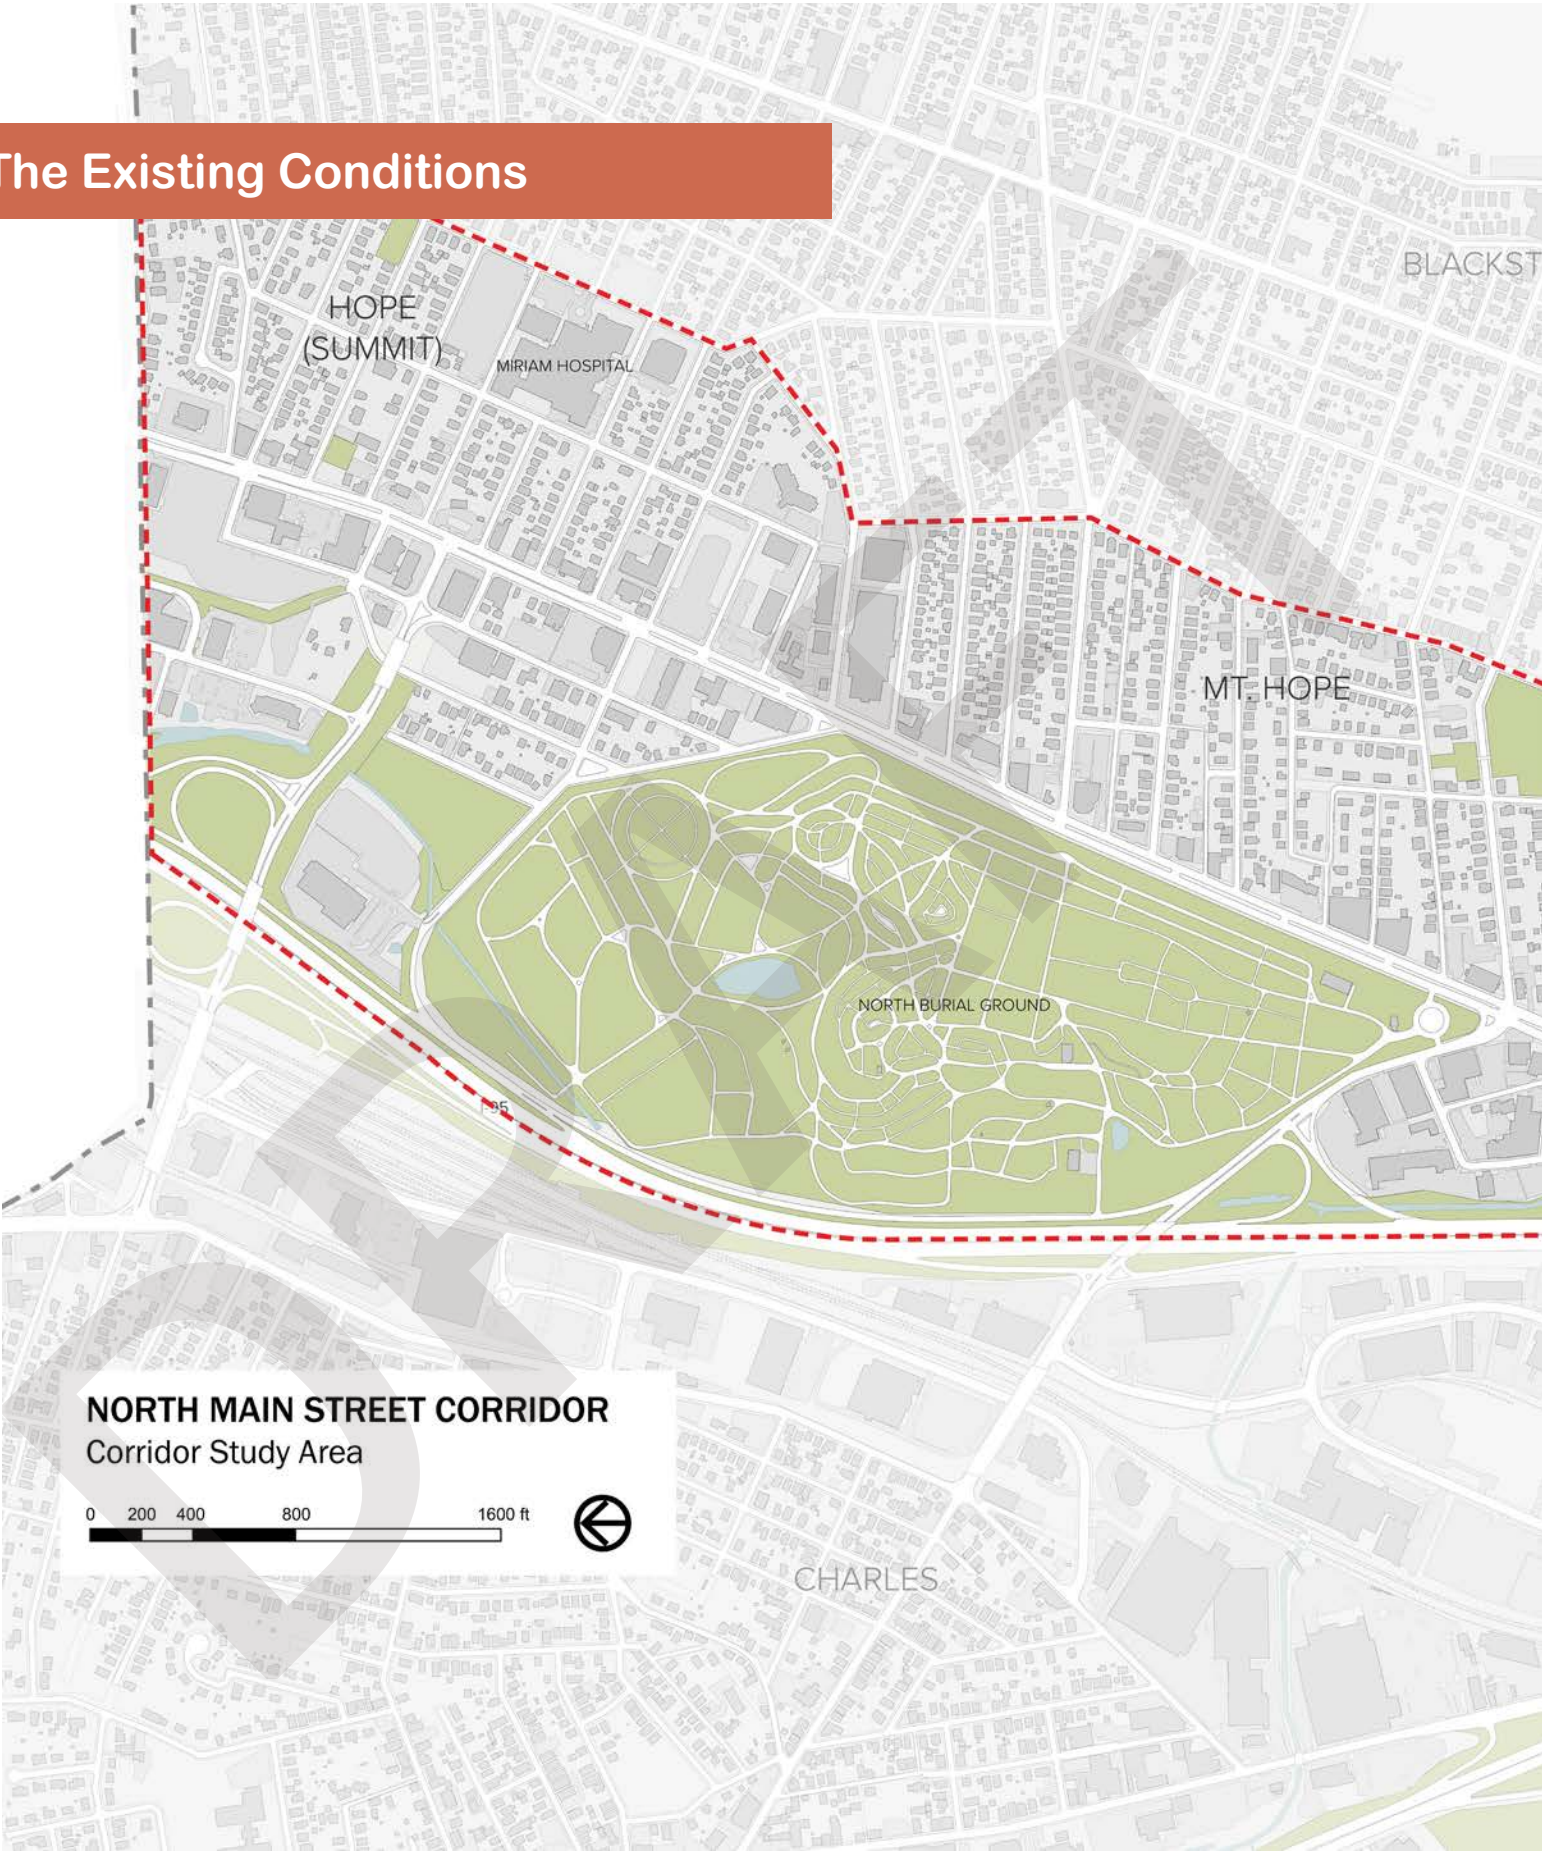 The Existing Conditions
BLACKST
HOPE
(SUMMIT)
MIRIAM HOSPITAL
MT. HOPE
NORTH BURIAL GROUND
I-95
NORTH MAIN STREET CORRIDOR
Corridor Study Area
0 200 400 800 1600 ft
CHARLES
DRAFT